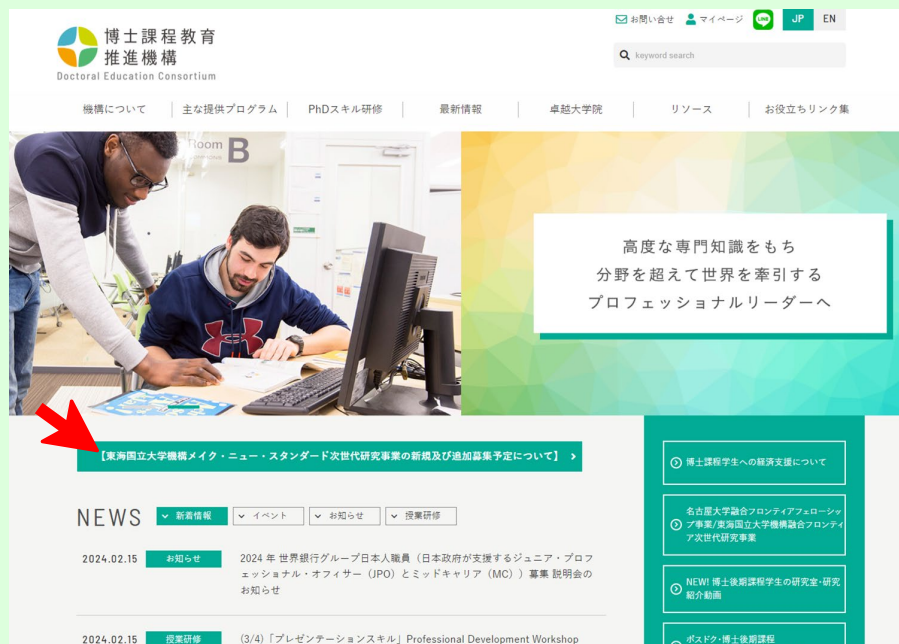 お問い合せ マイページ LINE JP EN
博士課程教育
推進機構
Doctoral Education Consortium
keyword search
機構について 主な提供プログラム PhDスキル研修 最新情報 卓越大学院 リソース お役立ちリンク集
Room B
高度な専門知識をもち
分野を超えて世界を牽引する
プロフェッショナルリーダーへ
【東海国立大学機構メイク・ニュー・スタンダード次世代研究事業の新規及び追加募集予定について】
博士課程学生への経済支援について
NEWS 新着情報 イベント お知らせ 授業研修
名古屋大学融合フロンティアフェローシッ
プ事業/東海国立大学機構融合フロンティ
ア次世代研究事業
2024.02.15 お知らせ 2024 年 世界銀行グループ日本人職員（日本政府が支援するジュニア・プロフ
ェッショナル・オフィサー（JPO）とミッドキャリア（MC））募集 説明会の
お知らせ
NEW! 博士後期課程学生の研究室・研究
紹介動画
2024.02.15 授業研修 (3/4)「プレゼンテーションスキル」Professional Development Workshop
ポスドク・博士後期課程